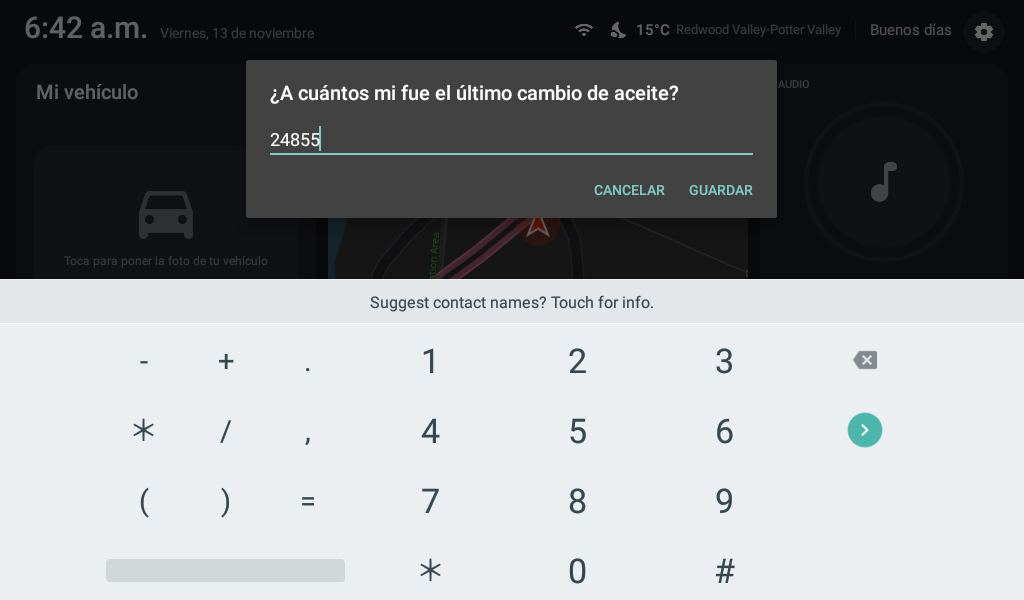 6:42 a.m. Viernes, 13 de noviembre
15°C Redwood Valley-Potter Valley
Buenos días
Mi vehículo
AUDIO
¿A cuántos mi fue el último cambio de aceite?
24855
CANCELAR GUARDAR
Toca para poner la foto de tu vehículo
ation Area
Suggest contact names? Touch for info.
- + . 1 2 3
* / , 4 5 6
( ) = 7 8 9
* 0 #